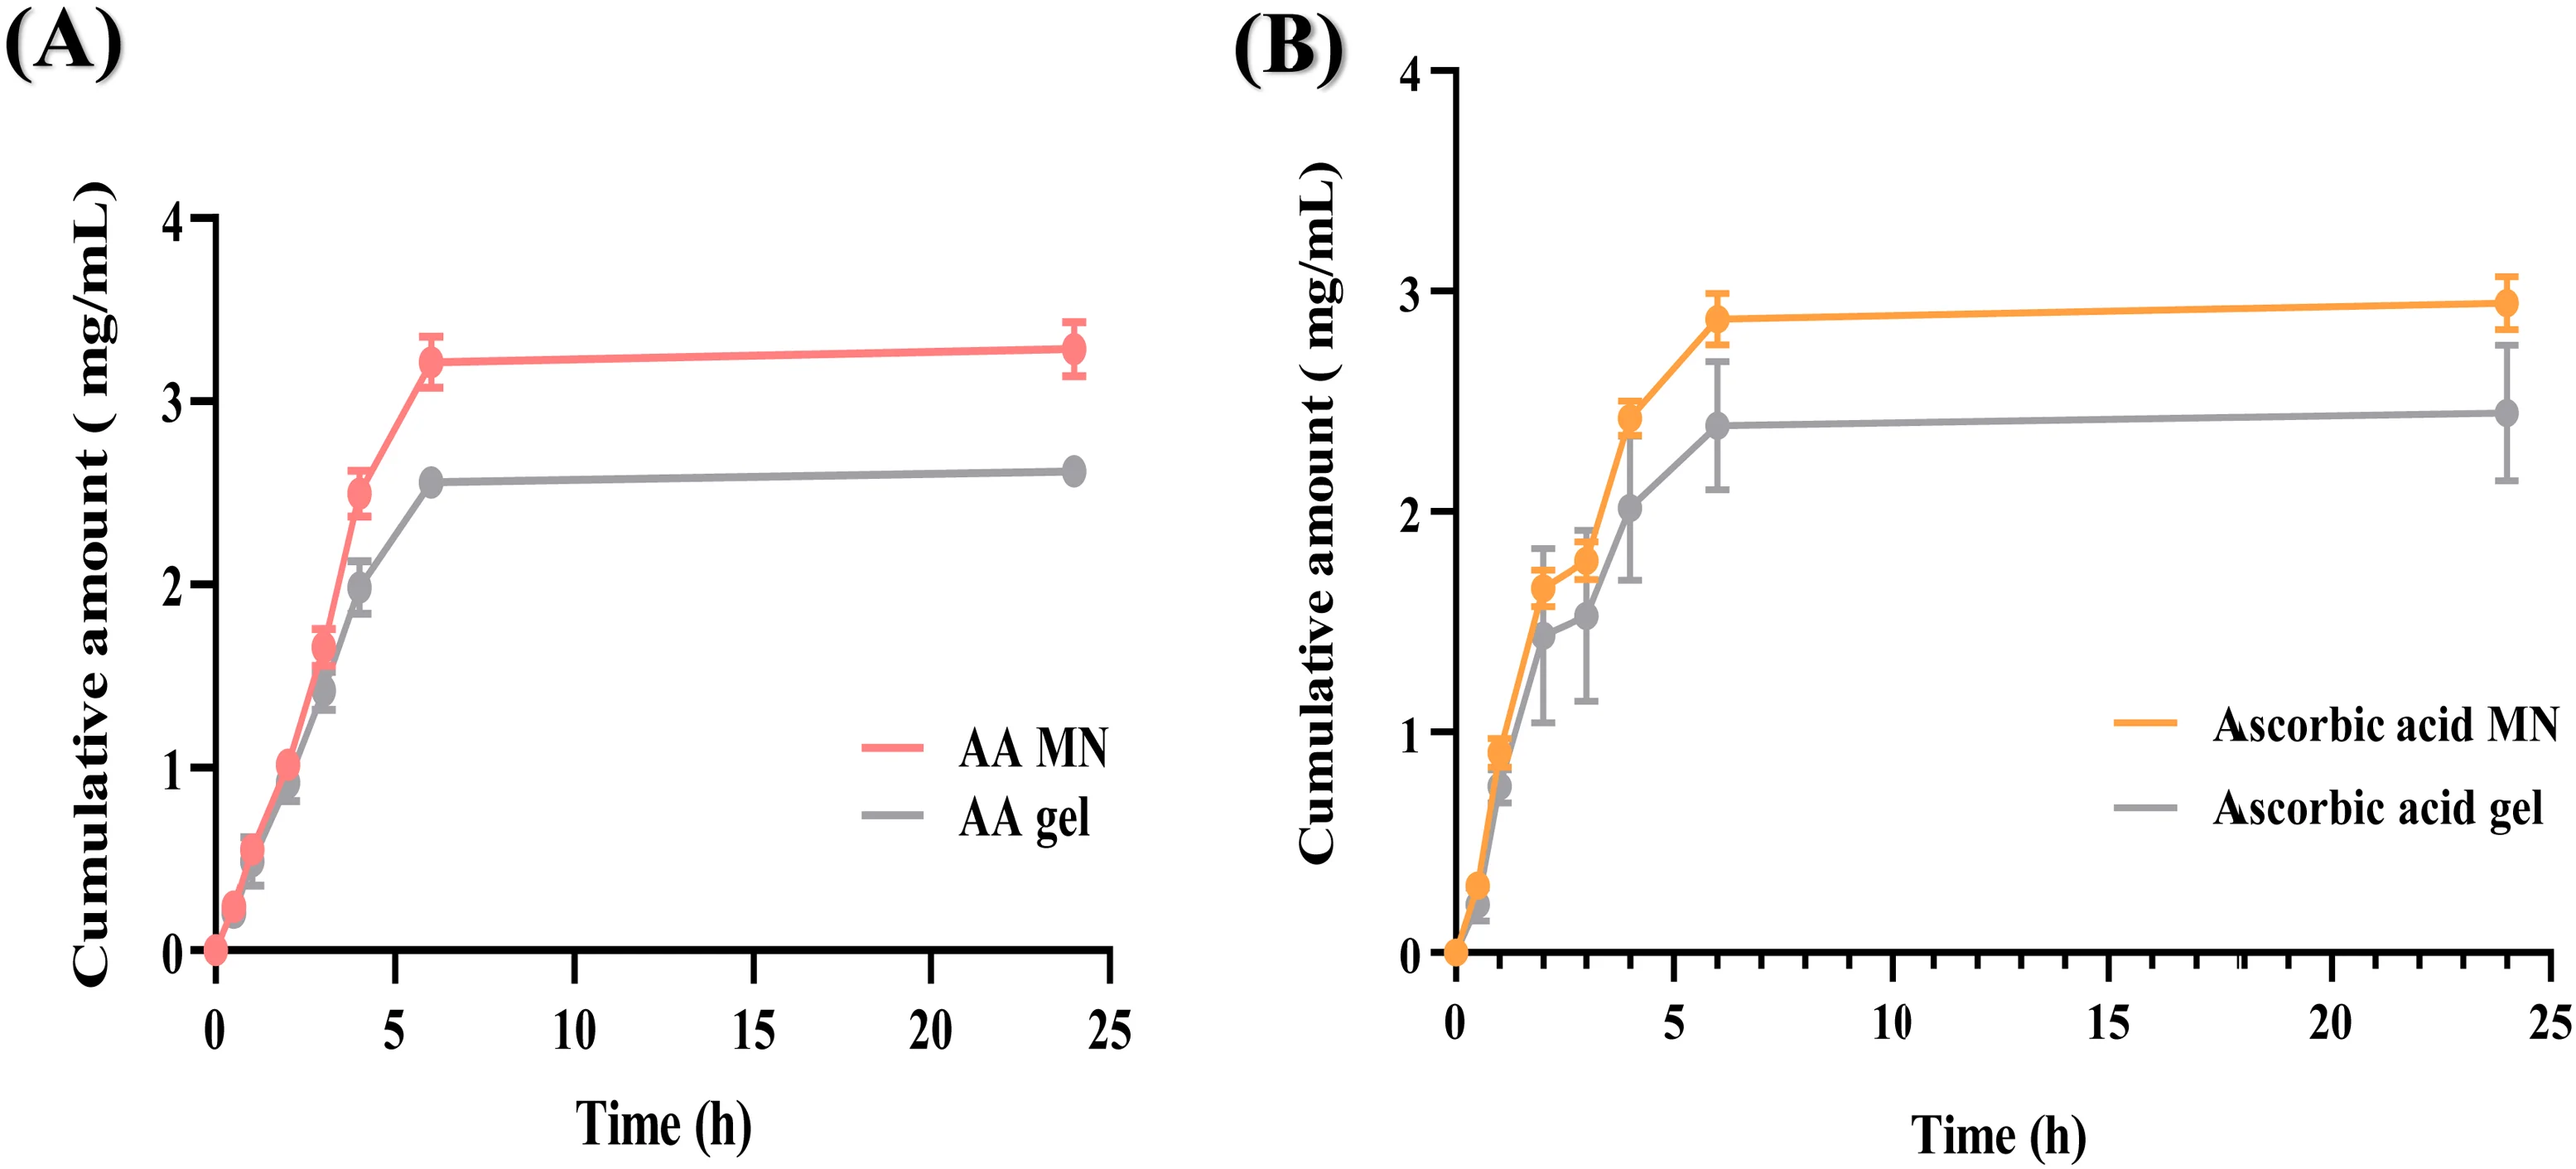 (A)
Cumulative amount ( mg/mL)
4
3
2
1
0
0 5 10 15 20 25
Time (h)
AA MN
AA gel
(B)
Cumulative amount ( mg/mL)
4
3
2
1
0
0 5 10 15 20 25
Time (h)
Ascorbic acid MN
Ascorbic acid gel